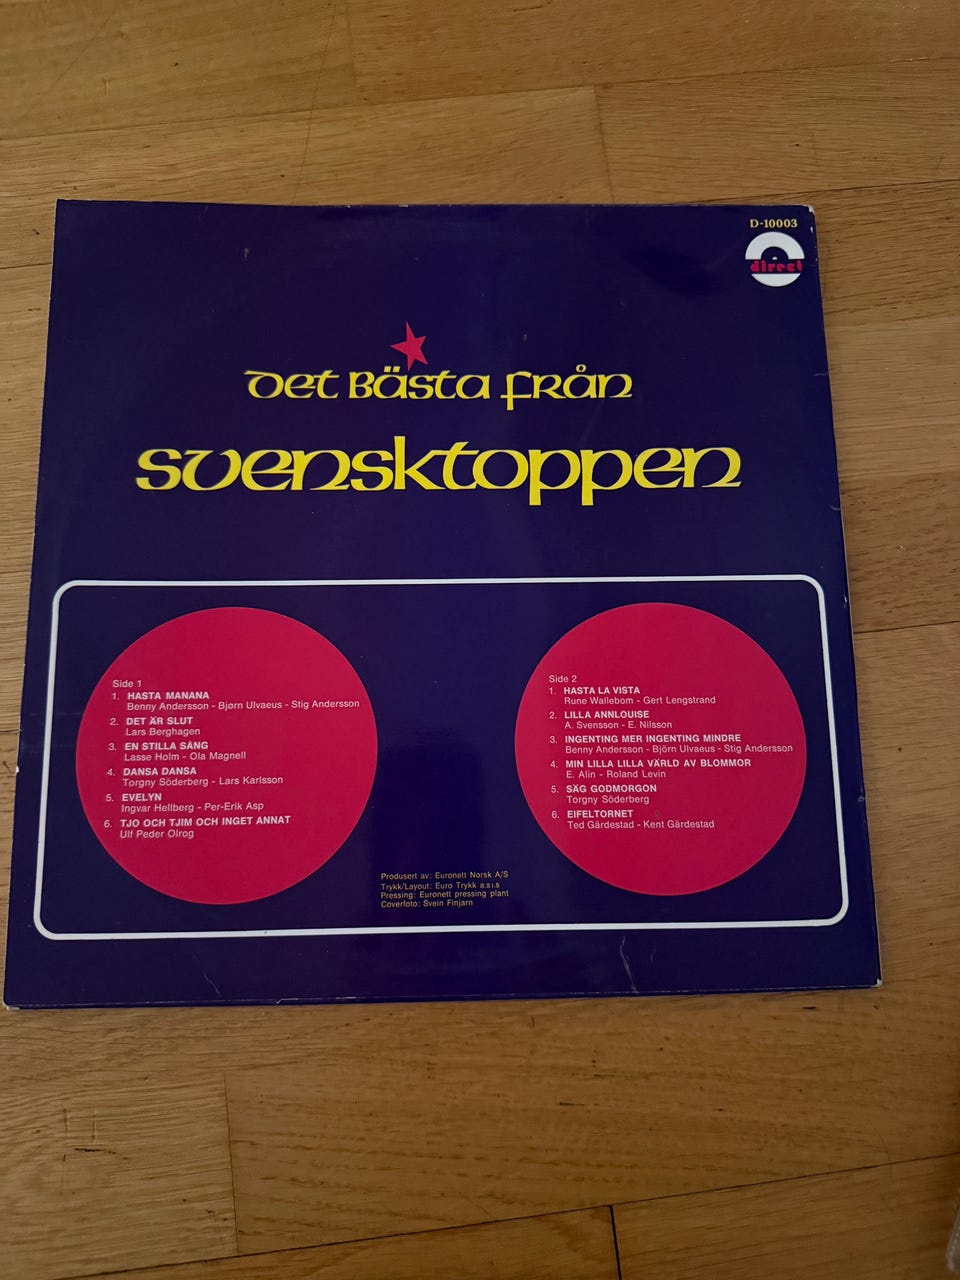 D-10003
direct
Det Bästa från
svensktoppen
Side 1
1. HASTA MANANA
Benny Andersson - Bjørn Ulvaeus - Stig Andersson
2. DET ÄR SLUT
Lars Berghagen
3. EN STILLA SÅNG
Lasse Holm - Ola Magnell
4. DANSA DANSA
Torgny Söderberg - Lars Karlsson
5. EVELYN
Ingvar Hellberg - Per-Erik Asp
6. TJO OCH TJIM OCH INGET ANNAT
Ulf Peder Olrog
Side 2
1. HASTA LA VISTA
Rune Wallebom - Gert Lengstrand
2. LILLA ANNLOUISE
A. Svensson - E. Nilsson
3. INGENTING MER INGENTING MINDRE
Benny Andersson - Björn Ulvaeus - Stig Andersson
4. MIN LILLA LILLA VÄRLD AV BLOMMOR
E. Alin - Roland Levin
5. SÄG GODMORGON
Torgny Söderberg
6. EIFELTORNET
Ted Gärdestad - Kent Gärdestad
Produsert av: Euronett Norsk A/S
Trykk/Layout: Euro Trykk a.s.i.s
Pressing: Euronett pressing plant
Coverfoto: Svein Finjarn